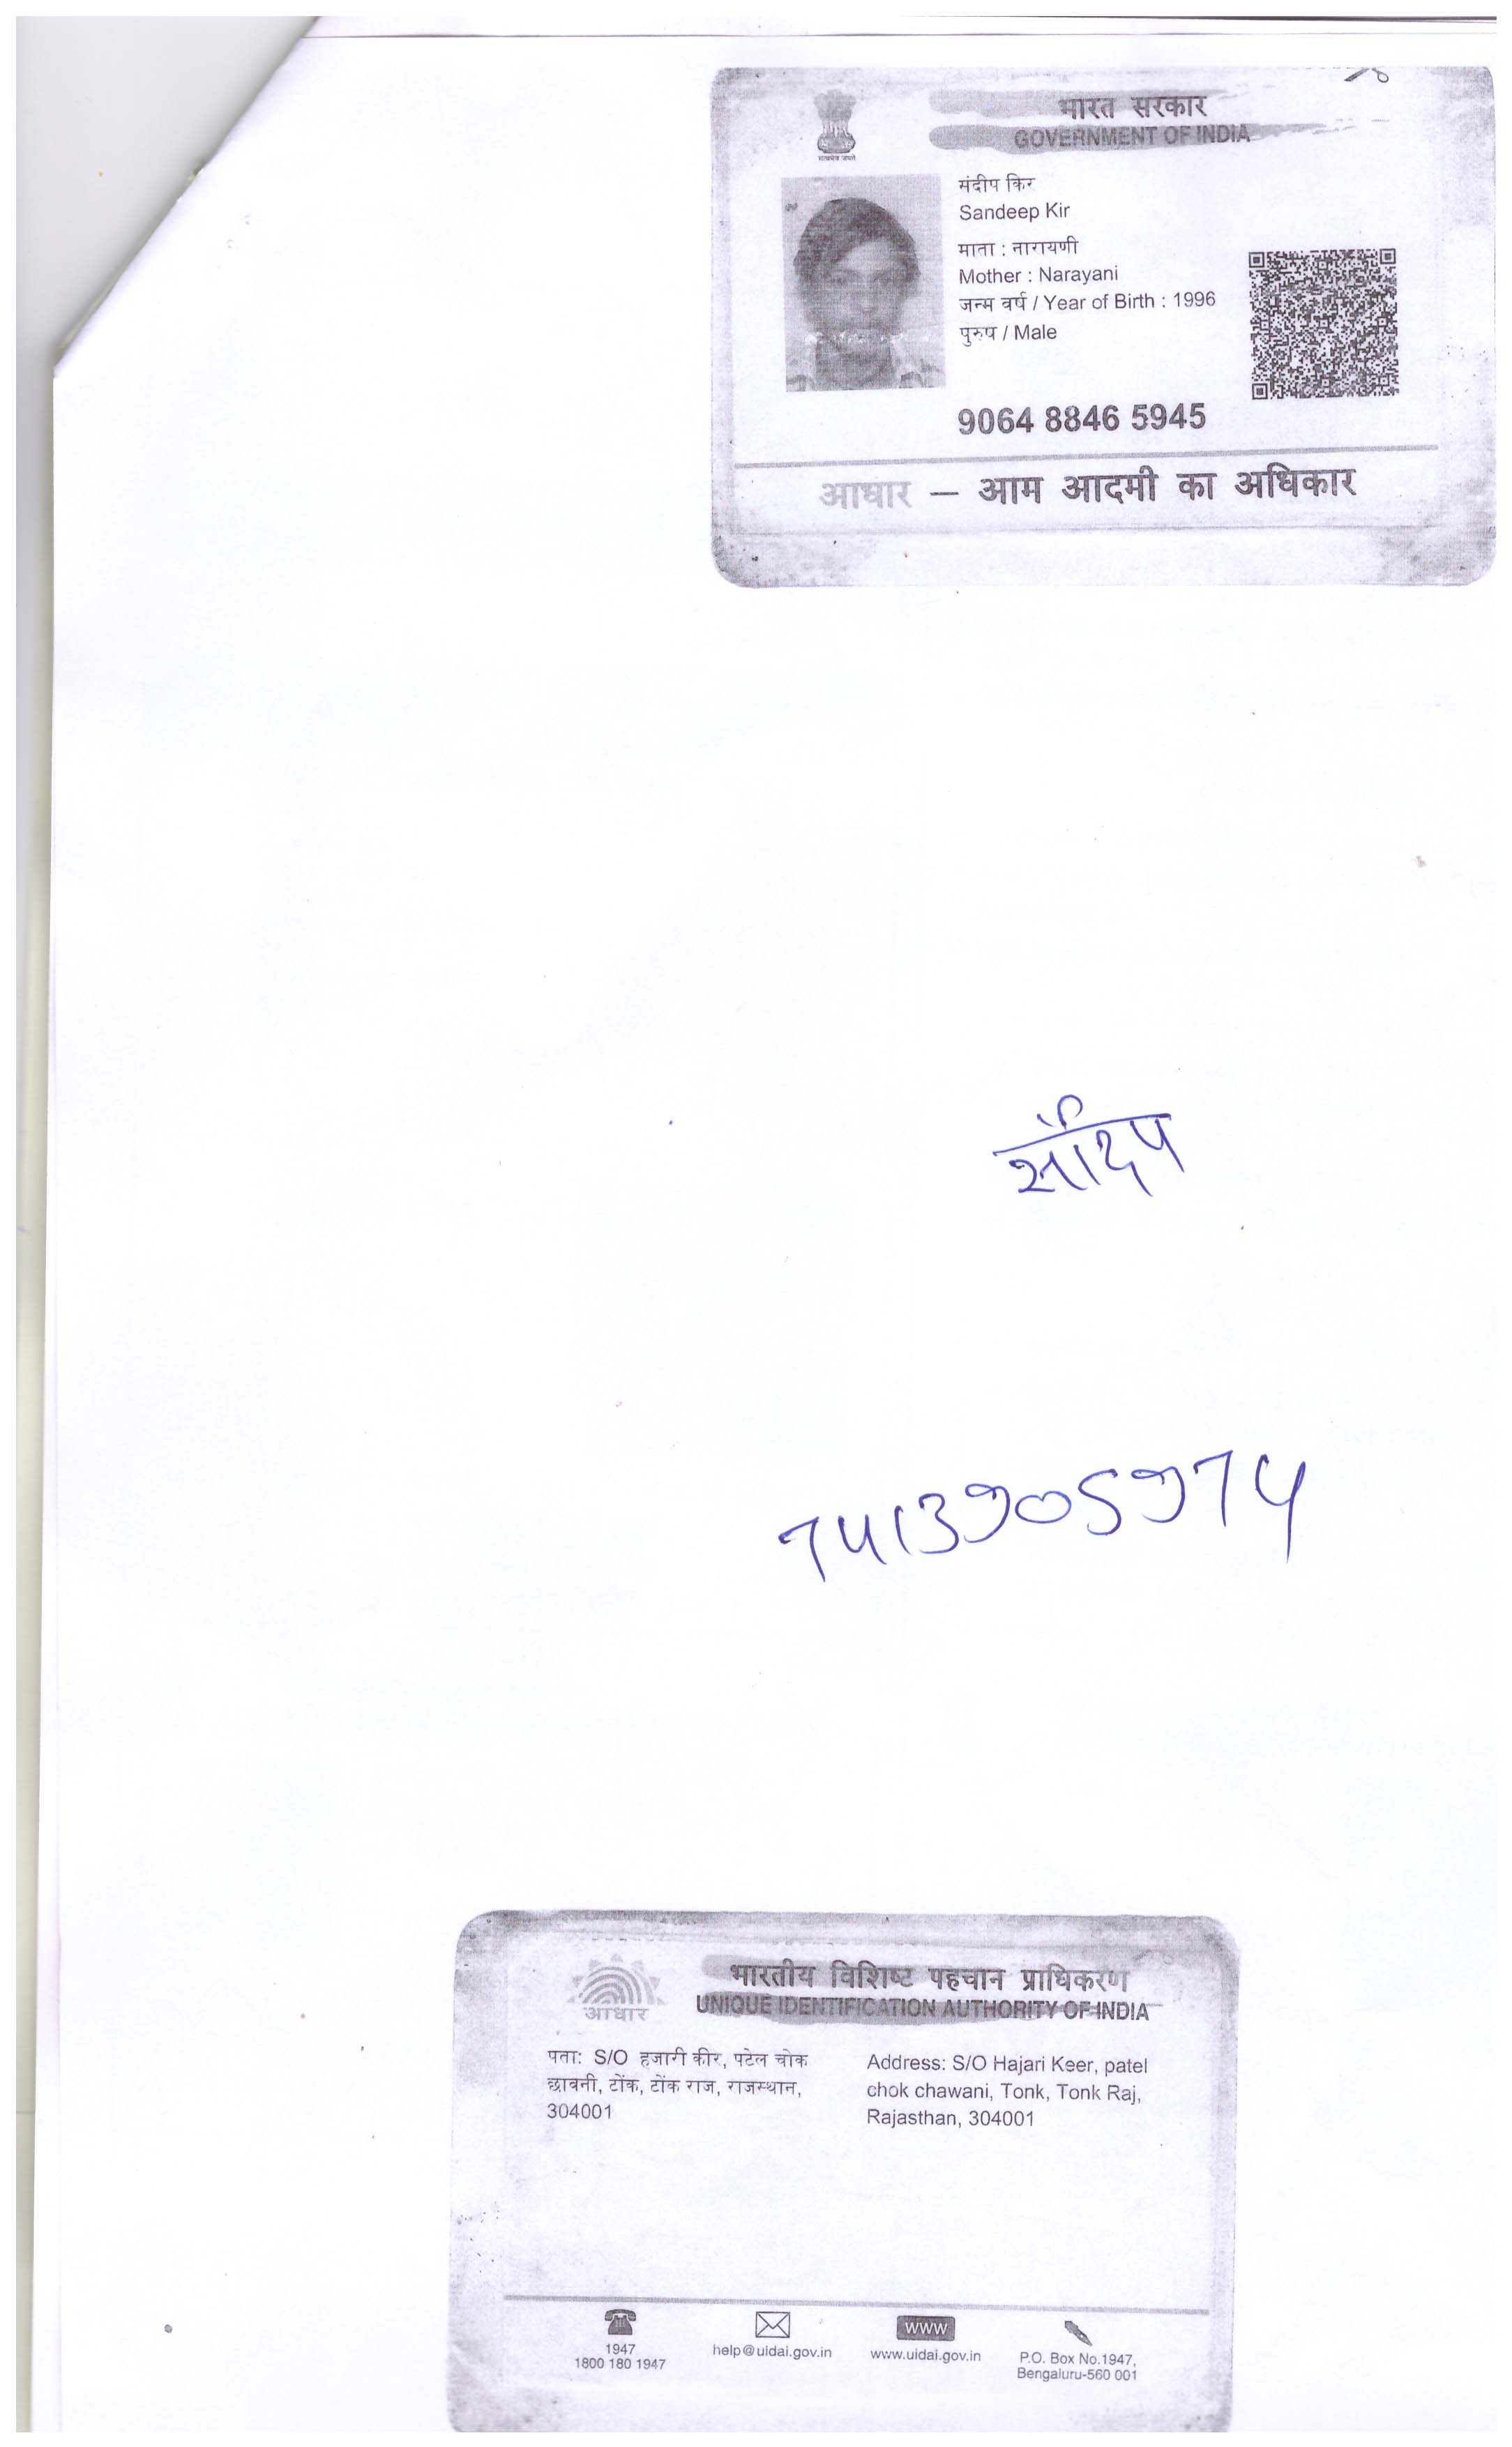 भारत सरकार
GOVERNMENT OF INDIA
सत्यमेव जयते
संदीप किर
Sandeep Kir
माता : नारायणी
Mother : Narayani
जन्म वर्ष / Year of Birth : 1996
पुरुष / Male
9064 8846 5945
आधार – आम आदमी का अधिकार
7413905974
भारतीय विशिष्ट पहचान प्राधिकरण
UNIQUE IDENTIFICATION AUTHORITY OF INDIA
आधार
पता: S/O हजारी कीर, पटेल चोक
छावनी, टोंक, टोंक राज, राजस्थान,
304001
Address: S/O Hajari Keer, patel
chok chawani, Tonk, Tonk Raj,
Rajasthan, 304001
1947
1800 180 1947
help@uidai.gov.in
WWW
www.uidai.gov.in
P.O. Box No.1947,
Bengaluru-560 001